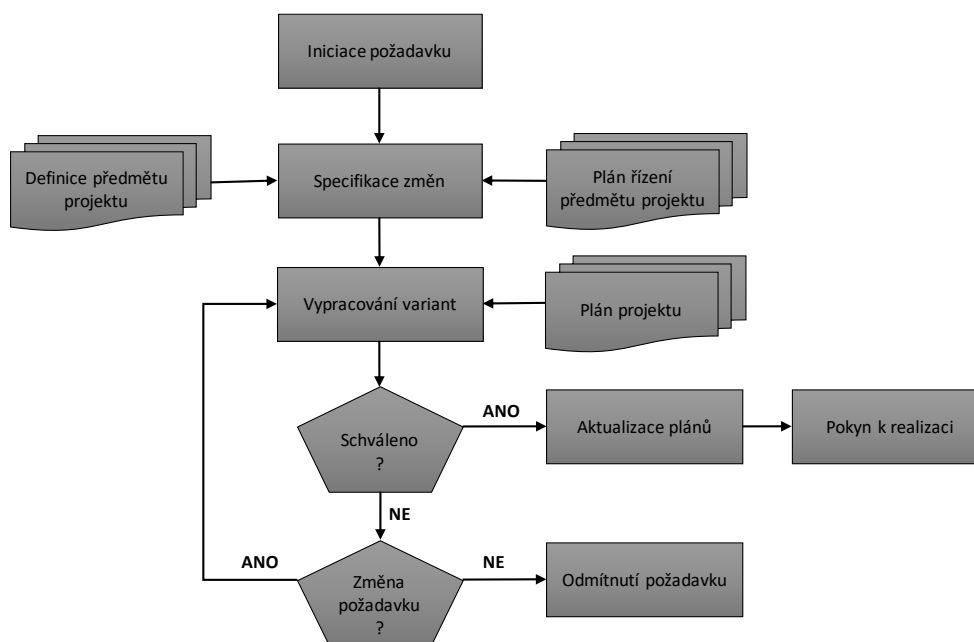 Iniciace požadavku
Definice předmětu
projektu
Specifikace změn
Plán řízení
předmětu projektu
Vypracování variant
Plán projektu
Schváleno
?
ANO
Aktualizace plánů
Pokyn k realizaci
NE
ANO
Změna
požadavku
?
NE
Odmítnutí požadavku